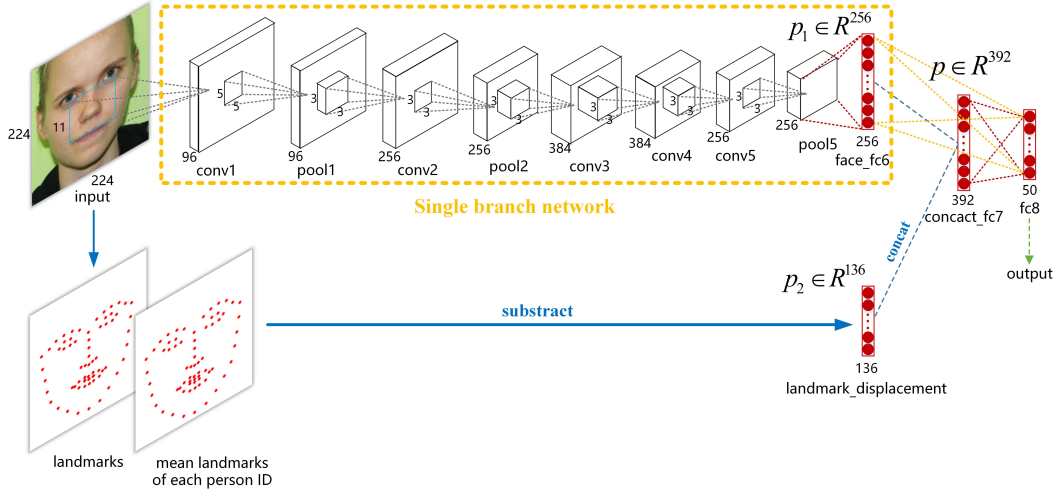 p₁ ∈ R²⁵⁶
p ∈ R³⁹²
224
11
224
input
5
5
96
conv1
3
3
96
pool1
3
3
256
conv2
3
3
256
pool2
3
3
384
conv3
3
3
384
conv4
3
3
256
conv5
256
pool5
256
face_fc6
392
concact_fc7
50
fc8
output
Single branch network
concat
p₂ ∈ R¹³⁶
substract
136
landmark_displacement
landmarks
mean landmarks
of each person ID